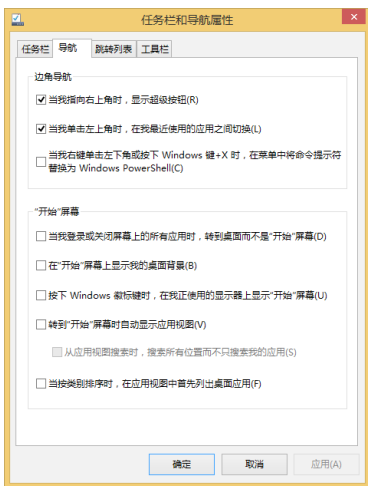 任务栏和导航属性
任务栏 导航 跳转列表 工具栏
边角导航
当我指向右上角时，显示超级按钮(R)
当我单击左上角时，在我最近使用的应用之间切换(L)
当我右键单击左下角或按下 Windows 键+X 时，在菜单中将命令提示符
替换为 Windows PowerShell(C)
"开始"屏幕
当我登录或关闭屏幕上的所有应用时，转到桌面而不是"开始"屏幕(D)
在"开始"屏幕上显示我的桌面背景(B)
按下 Windows 徽标键时，在我正使用的显示器上显示"开始"屏幕(U)
转到"开始"屏幕时自动显示应用视图(V)
从应用视图搜索时，搜索所有位置而不只搜索我的应用(S)
当按类别排序时，在应用视图中首先列出桌面应用(F)
确定 取消 应用(A)